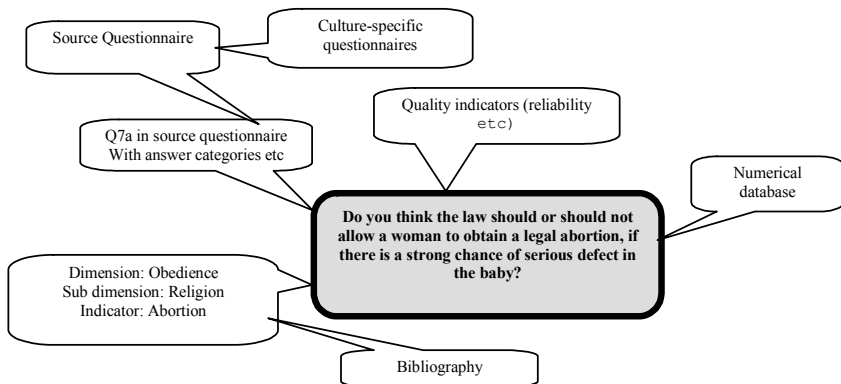 Source Questionnaire
Culture-specific
questionnaires
Quality indicators (reliability
etc)
Q7a in source questionnaire
With answer categories etc
Numerical
database
Do you think the law should or should not
allow a woman to obtain a legal abortion, if
there is a strong chance of serious defect in
the baby?
Dimension: Obedience
Sub dimension: Religion
Indicator: Abortion
Bibliography